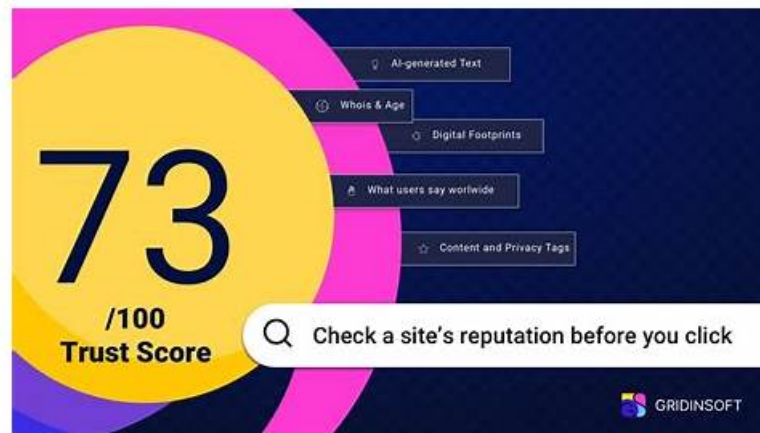 AI-generated Text
Whois & Age
Digital Footprints
What users say worlwide
Content and Privacy Tags
73
/100
Trust Score
Check a site's reputation before you click
GRIDINSOFT